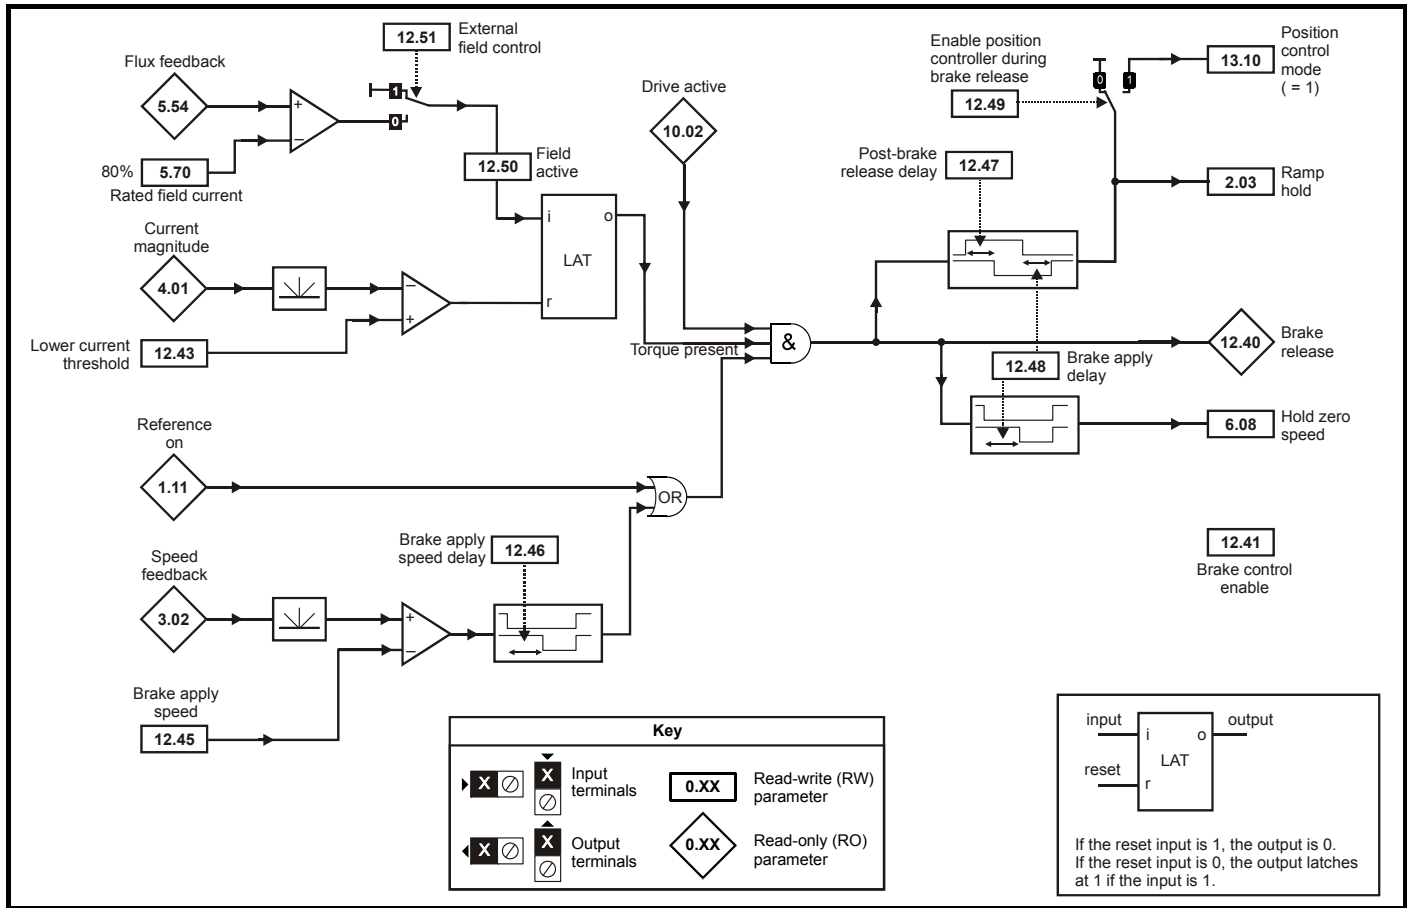 12.51
External
field control
Flux feedback
5.54
+
–
1
0
80%
5.70
Rated field current
12.50
Field
active
i
o
LAT
r
Current
magnitude
4.01
–
+
Lower current
threshold
12.43
Drive active
10.02
Torque present
&
Enable position
controller during
brake release
12.49
0
1
13.10
Position
control
mode
( = 1)
Post-brake
release delay
12.47
2.03
Ramp
hold
12.40
Brake
release
12.48
Brake apply
delay
6.08
Hold zero
speed
Reference
on
1.11
OR
Brake apply
speed delay
12.46
Speed
feedback
3.02
+
–
Brake apply
speed
12.45
12.41
Brake control
enable
Key
X
X
Input
terminals
0.XX
Read-write (RW)
parameter
X
X
Output
terminals
0.XX
Read-only (RO)
parameter
input
i
o
output
LAT
reset
r
If the reset input is 1, the output is 0.
If the reset input is 0, the output latches
at 1 if the input is 1.